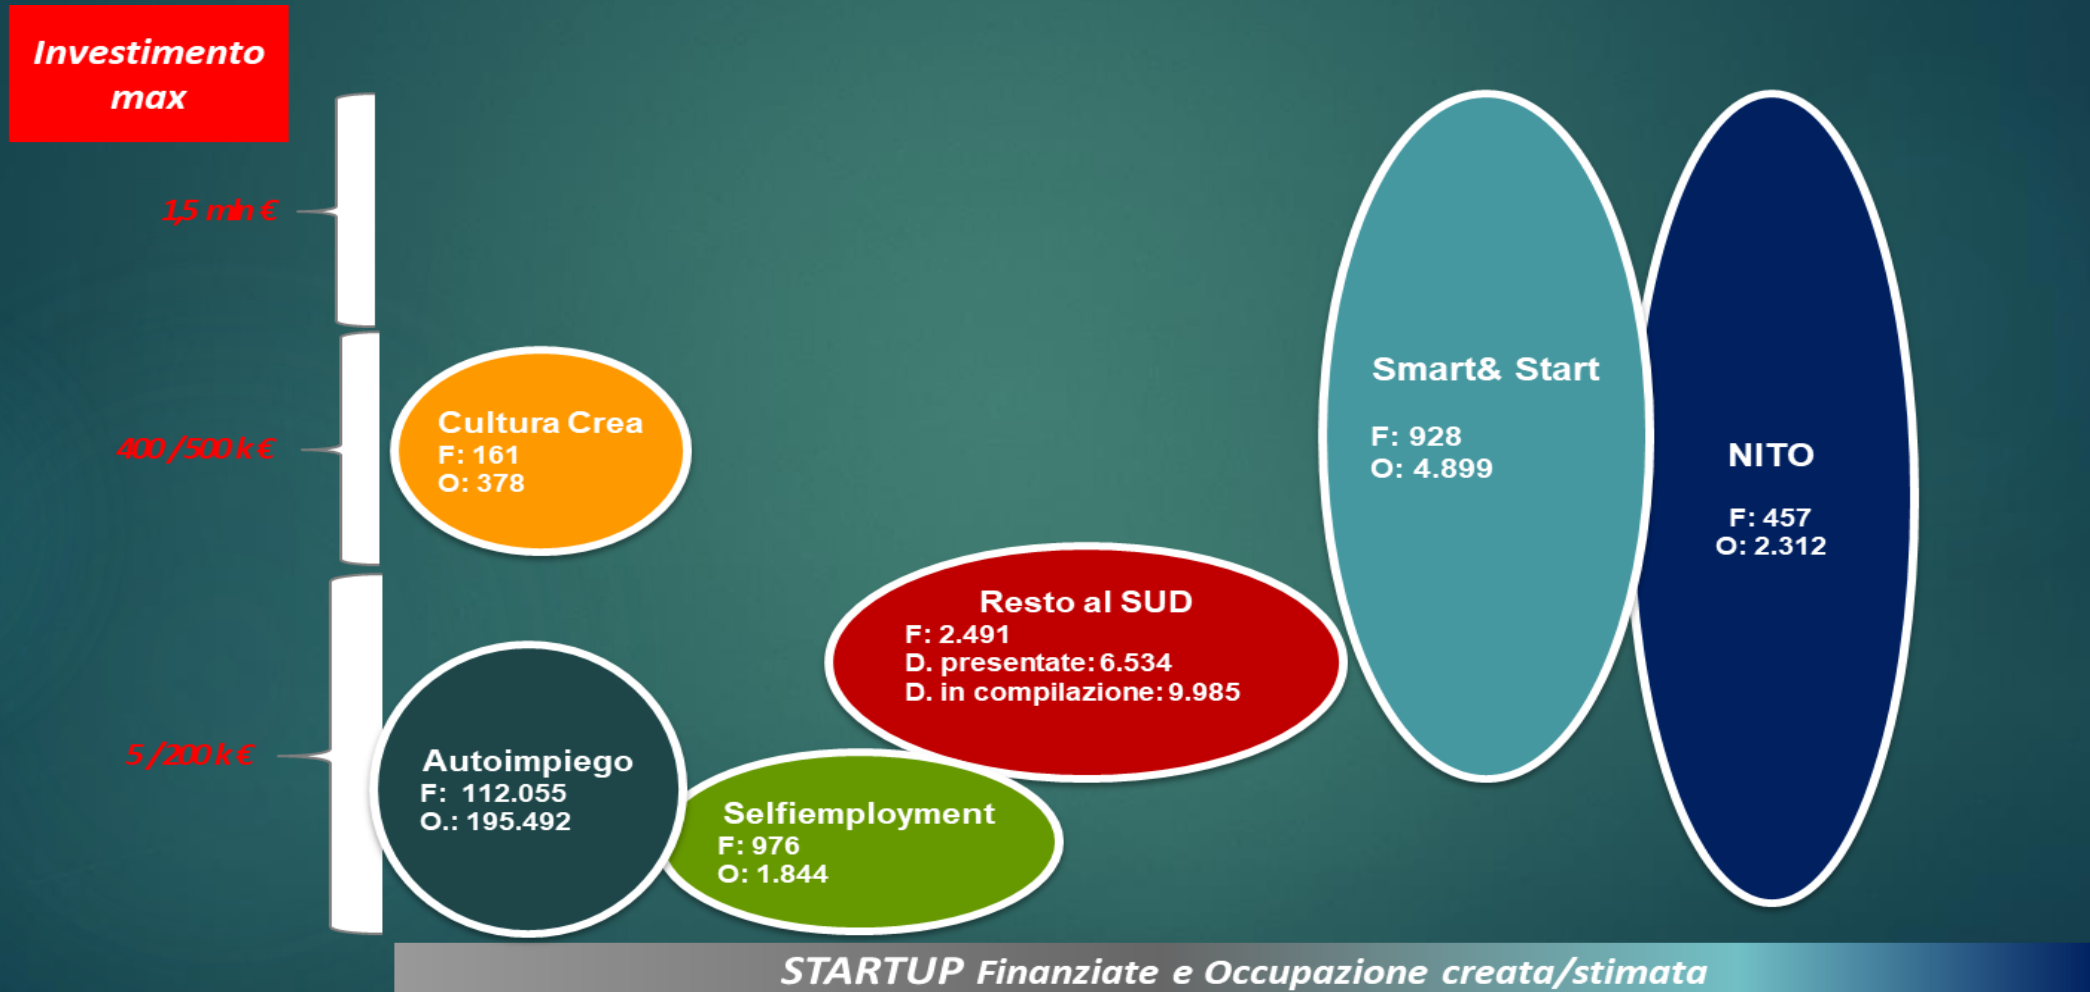 Investimento
max
1,5 mln €
400 / 500 k €
5 / 200 k €
Cultura Crea
F: 161
O: 378
Autoimpiego
F: 112.055
O.: 195.492
Selfiemployment
F: 976
O: 1.844
Resto al SUD
F: 2.491
D. presentate: 6.534
D. in compilazione: 9.985
Smart& Start
F: 928
O: 4.899
NITO
F: 457
O: 2.312
STARTUP Finanziate e Occupazione creata/stimata